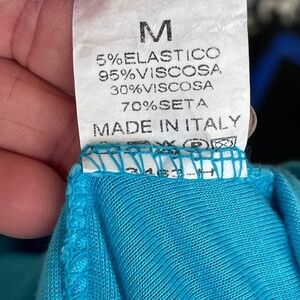 M
5%ELASTICO
95%VISCOSA
30%VISCOSA
70%SETA
MADE IN ITALY